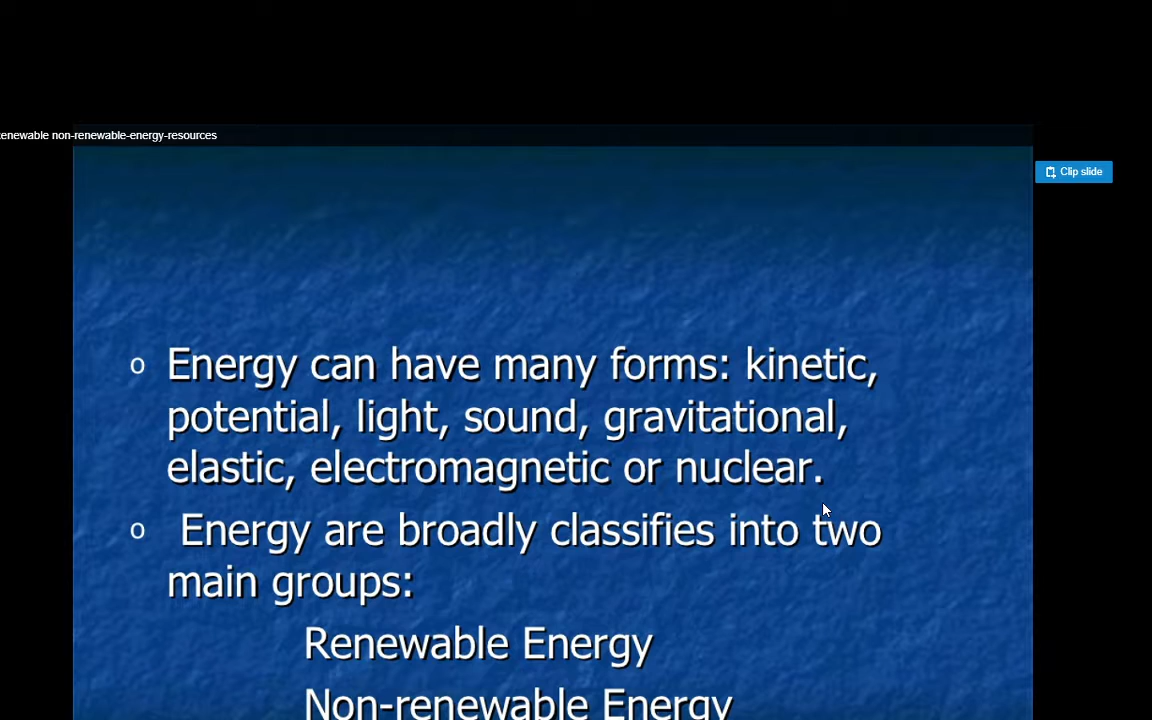 enewable non-renewable-energy-resources
Clip slide
o Energy can have many forms: kinetic,
potential, light, sound, gravitational,
elastic, electromagnetic or nuclear.
o Energy are broadly classifies into two
main groups:
Renewable Energy
Non-renewable Energy